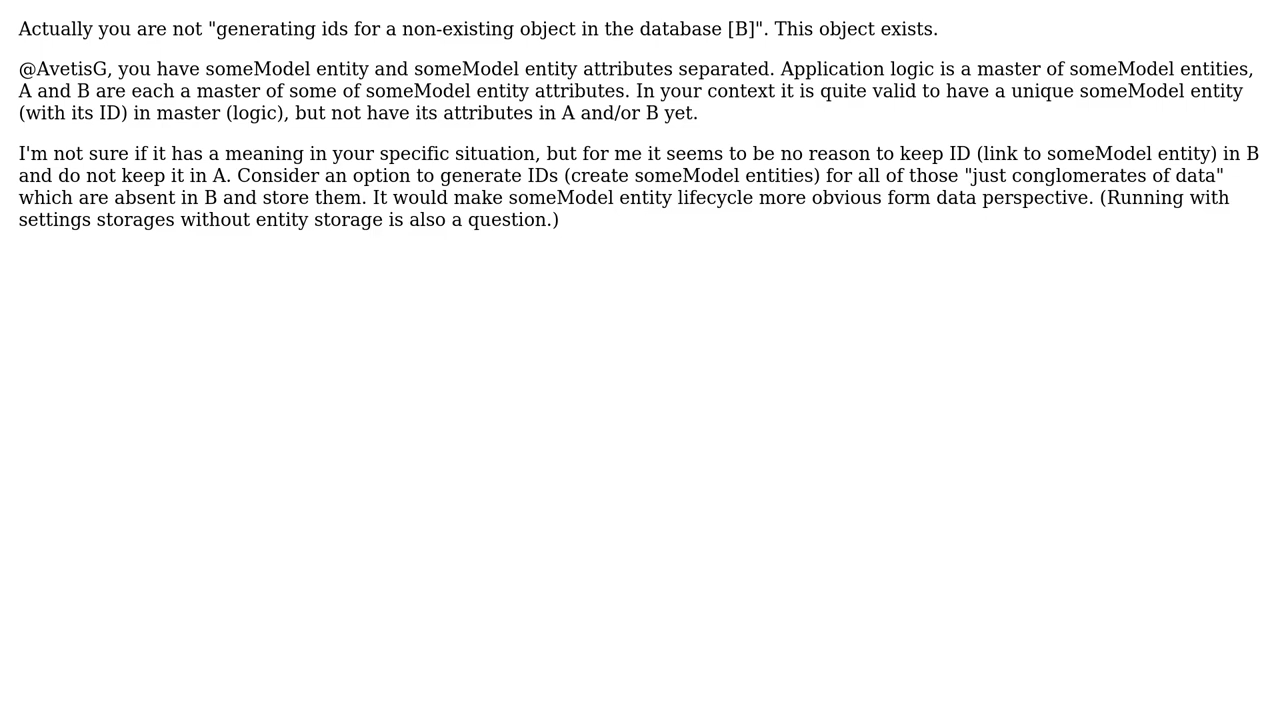 Actually you are not "generating ids for a non-existing object in the database [B]". This object exists.
@AvetisG, you have someModel entity and someModel entity attributes separated. Application logic is a master of someModel entities,
A and B are each a master of some of someModel entity attributes. In your context it is quite valid to have a unique someModel entity
(with its ID) in master (logic), but not have its attributes in A and/or B yet.
I'm not sure if it has a meaning in your specific situation, but for me it seems to be no reason to keep ID (link to someModel entity) in B
and do not keep it in A. Consider an option to generate IDs (create someModel entities) for all of those "just conglomerates of data"
which are absent in B and store them. It would make someModel entity lifecycle more obvious form data perspective. (Running with
settings storages without entity storage is also a question.)